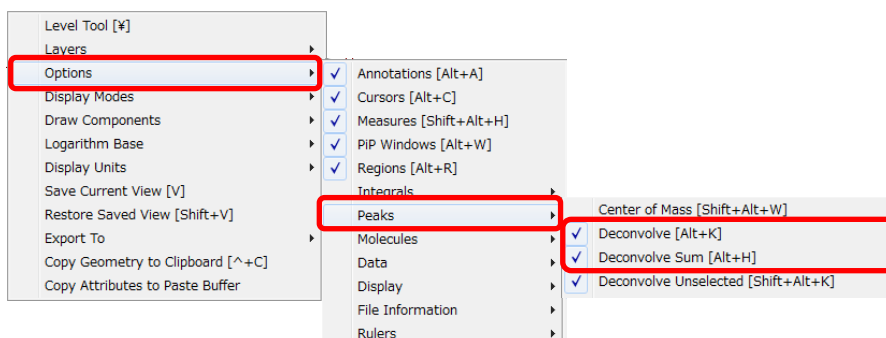 Level Tool [¥]
Layers
Options
Display Modes
Draw Components
Logarithm Base
Display Units
Save Current View [V]
Restore Saved View [Shift+V]
Export To
Copy Geometry to Clipboard [^+C]
Copy Attributes to Paste Buffer
Annotations [Alt+A]
Cursors [Alt+C]
Measures [Shift+Alt+H]
PiP Windows [Alt+W]
Regions [Alt+R]
Integrals
Peaks
Molecules
Data
Display
File Information
Rulers
Center of Mass [Shift+Alt+W]
Deconvolve [Alt+K]
Deconvolve Sum [Alt+H]
Deconvolve Unselected [Shift+Alt+K]